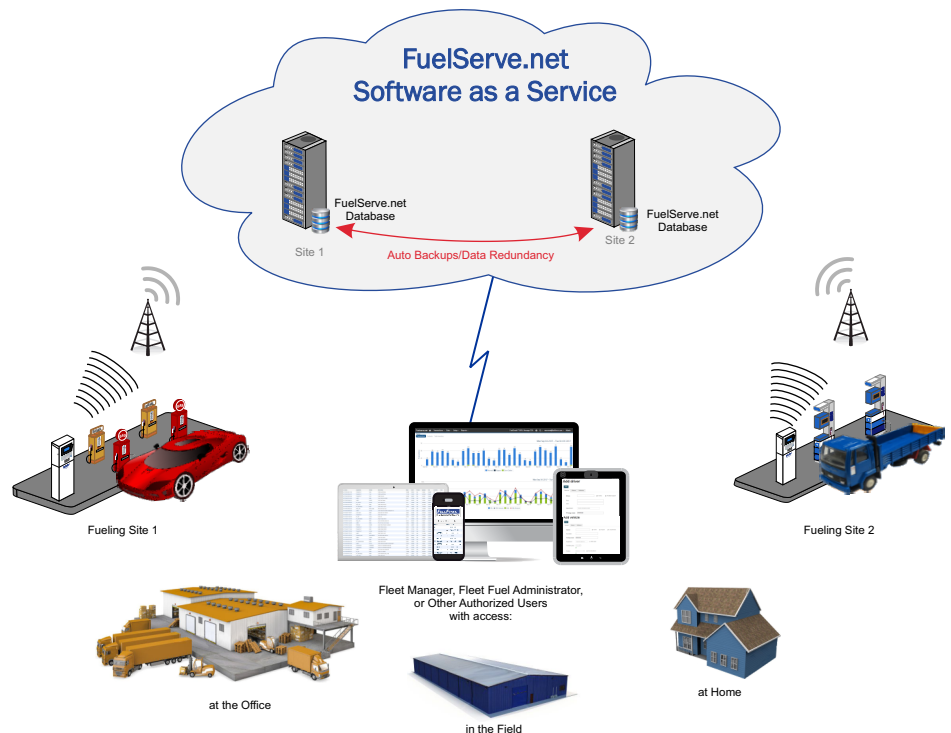 FuelServe.net
Software as a Service
FuelServe.net
Database
FuelServe.net
Database
Site 1
Site 2
Auto Backups/Data Redundancy
Fueling Site 1
Fueling Site 2
Fleet Manager, Fleet Fuel Administrator,
or Other Authorized Users
with access:
at the Office
in the Field
at Home